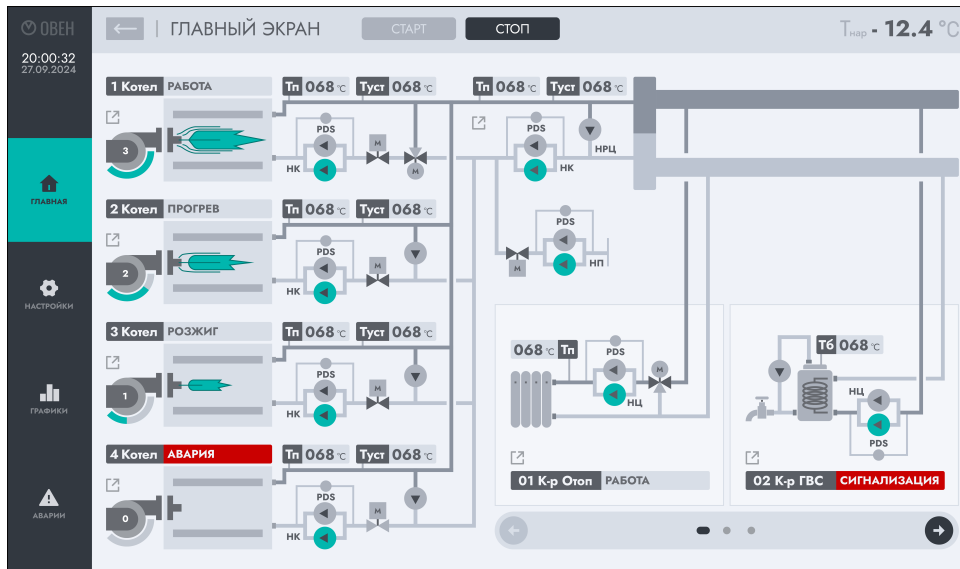 ОВЕН
ГЛАВНЫЙ ЭКРАН
СТАРТ
СТОП
Tнар - 12.4 °C
20:00:32
27.09.2024
ГЛАВНАЯ
НАСТРОЙКИ
ГРАФИКИ
АВАРИИ
1 Котел РАБОТА
Тп 068 °C
Туст 068 °C
3
PDS
НК
M
M
2 Котел ПРОГРЕВ
Тп 068 °C
Туст 068 °C
2
PDS
НК
M
3 Котел РОЗЖИГ
Тп 068 °C
Туст 068 °C
1
PDS
НК
M
4 Котел АВАРИЯ
Тп 068 °C
Туст 068 °C
0
PDS
НК
M
Тп 068 °C
Туст 068 °C
PDS
НРЦ
НК
PDS
M
НП
068 °C Тп
PDS
M
НЦ
01 К-р Отоп РАБОТА
Тб 068 °C
НЦ
PDS
02 К-р ГВС СИГНАЛИЗАЦИЯ